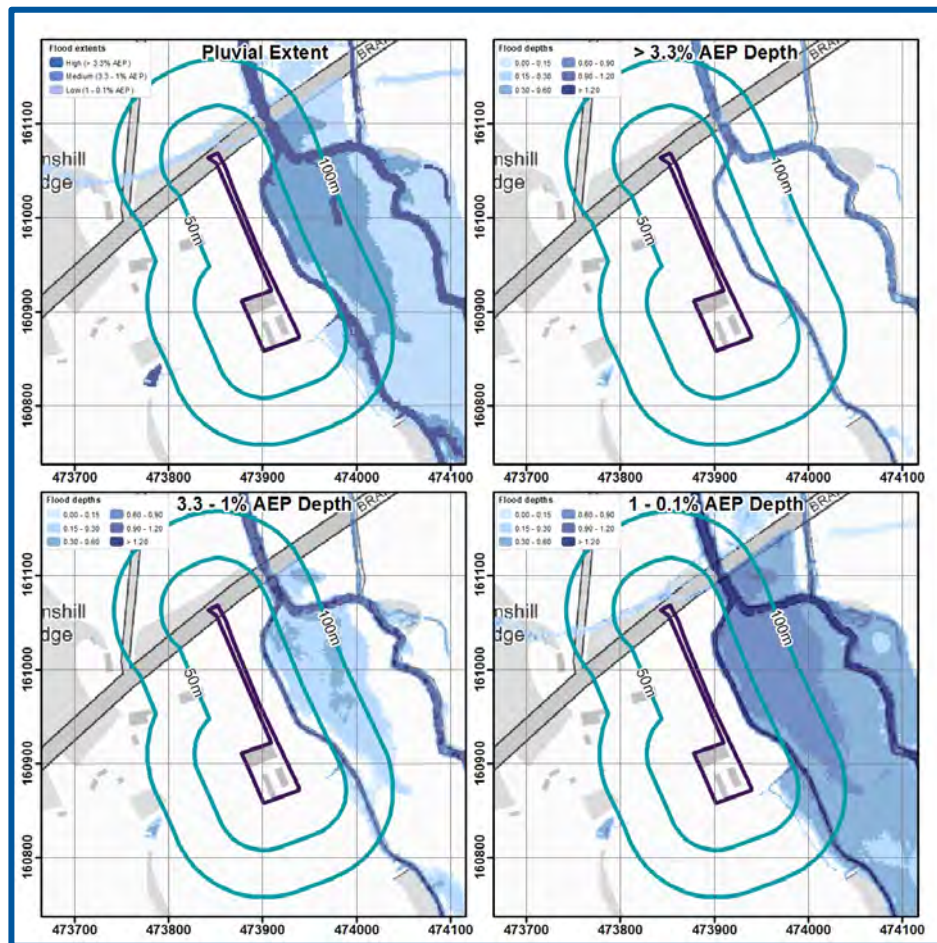 Pluvial Extent
Flood extents
High (> 3.3% AEP)
Medium (3.3 - 1% AEP)
Low (1 - 0.1% AEP)
BRA
161100
161000
160900
160800
nshill
dge
100m
50m
473700 473800 473900 474000 474100
> 3.3% AEP Depth
Flood depths
0.00 - 0.15 0.60 - 0.90
0.15 - 0.30 0.90 - 1.20
0.30 - 0.60 > 1.20
BRA
161100
161000
160900
160800
nshill
dge
100m
50m
473700 473800 473900 474000 474100
3.3 - 1% AEP Depth
Flood depths
0.00 - 0.15 0.60 - 0.90
0.15 - 0.30 0.90 - 1.20
0.30 - 0.60 > 1.20
BRA
161100
161000
160900
160800
nshill
dge
100m
50m
473700 473800 473900 474000 474100
1 - 0.1% AEP Depth
Flood depths
0.00 - 0.15 0.60 - 0.90
0.15 - 0.30 0.90 - 1.20
0.30 - 0.60 > 1.20
BRA
161100
161000
160900
160800
nshill
dge
100m
50m
473700 473800 473900 474000 474100